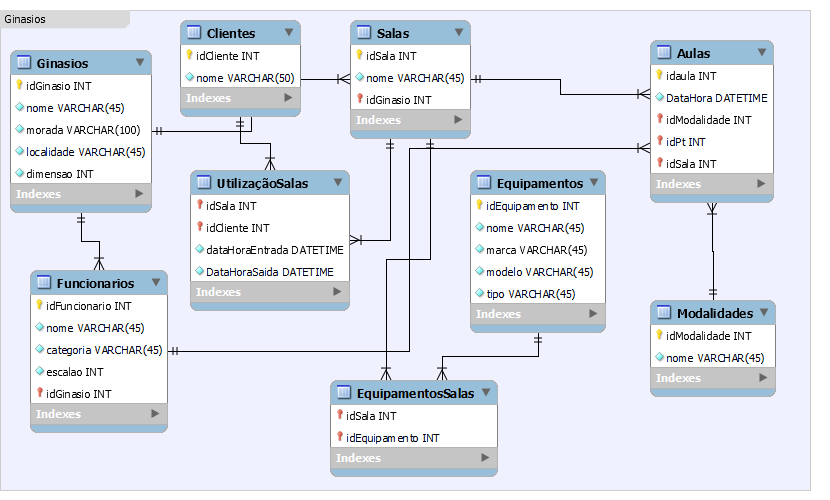 Ginasios
Ginasios
idGinasio INT
nome VARCHAR(45)
morada VARCHAR(100)
localidade VARCHAR(45)
dimensao INT
Indexes
Clientes
idCliente INT
nome VARCHAR(50)
Indexes
Salas
idSala INT
nome VARCHAR(45)
idGinasio INT
Indexes
Aulas
idaula INT
DataHora DATETIME
idModalidade INT
idPt INT
idSala INT
Indexes
UtilizaçãoSalas
idSala INT
idCliente INT
dataHoraEntrada DATETIME
DataHoraSaida DATETIME
Indexes
Equipamentos
idEquipamento INT
nome VARCHAR(45)
marca VARCHAR(45)
modelo VARCHAR(45)
tipo VARCHAR(45)
Indexes
Funcionarios
idFuncionario INT
nome VARCHAR(45)
categoria VARCHAR(45)
escalao INT
idGinasio INT
Indexes
Modalidades
idModalidade INT
nome VARCHAR(45)
Indexes
EquipamentosSalas
idSala INT
idEquipamento INT
Indexes